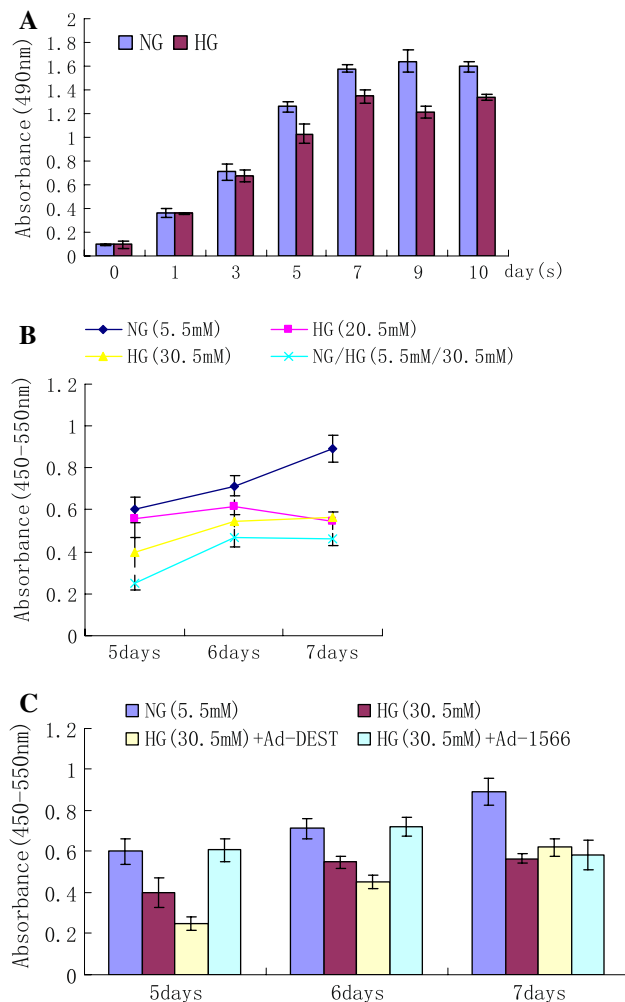 A
Absorbance(490nm)
NG HG
2
1.8
1.6
1.4
1.2
1
0.8
0.6
0.4
0.2
0
0 1 3 5 7 9 10 day(s)
B
NG(5.5mM) HG(20.5mM)
HG(30.5mM) NG/HG(5.5mM/30.5mM)
Absorbance(450-550nm)
1.2
1
0.8
0.6
0.4
0.2
0
5days 6days 7days
C
NG(5.5mM) HG(30.5mM)
HG(30.5mM)+Ad-DEST HG(30.5mM)+Ad-1566
Absorbance(450-550nm)
1.2
1
0.8
0.6
0.4
0.2
0
5days 6days 7days